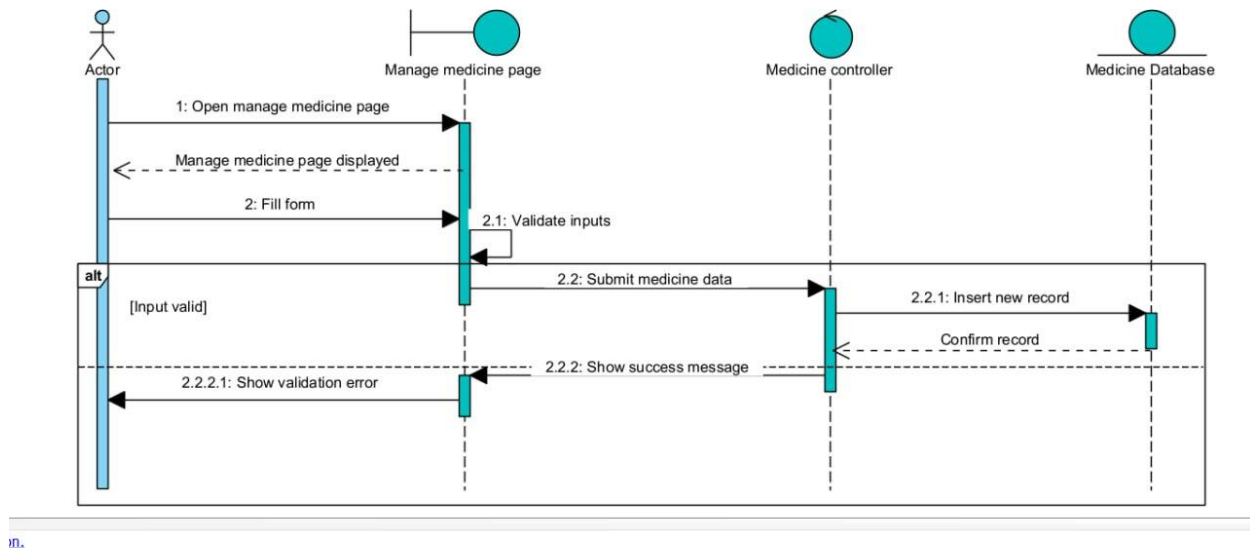 Actor
Manage medicine page
Medicine controller
Medicine Database
1: Open manage medicine page
Manage medicine page displayed
2: Fill form
2.1: Validate inputs
alt
2.2: Submit medicine data
[Input valid]
2.2.1: Insert new record
Confirm record
2.2.2: Show success message
2.2.2.1: Show validation error
on.